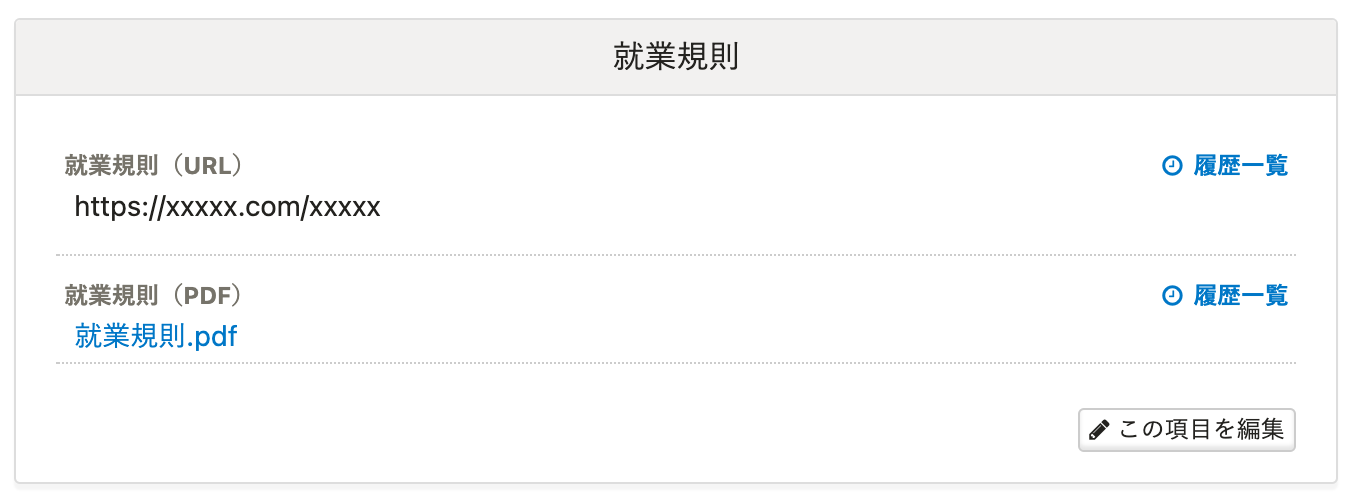 就業規則
就業規則（URL）
履歴一覧
https://xxxxx.com/xxxxx
就業規則（PDF）
履歴一覧
就業規則.pdf
この項目を編集